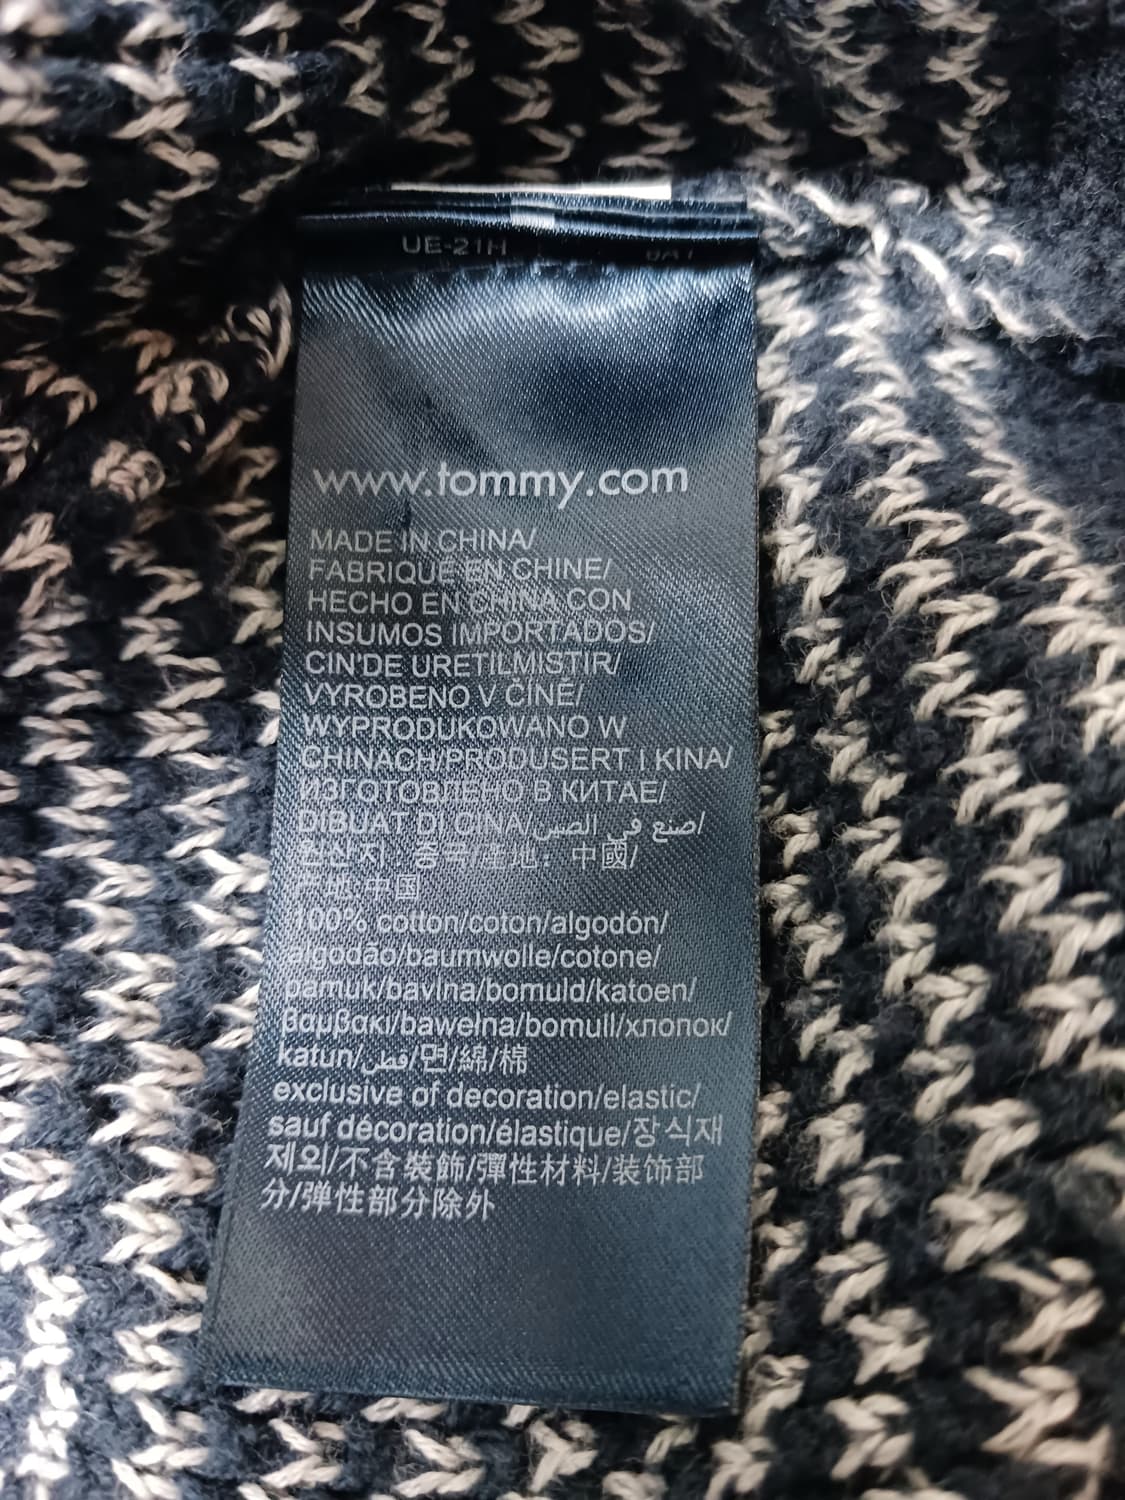 UE-21H
www.tommy.com
MADE IN CHINA/
FABRIQUÉ EN CHINE/
HECHO EN CHINA CON
INSUMOS IMPORTADOS/
CIN'DE URETILMISTIR/
VYROBENO V ČÍNĚ/
WYPRODUKOWANO W
CHINACH/PRODUSERT I KINA/
ИЗГОТОВЛЕНО В КИТАЕ/
DIBUAT DI CINA/صنع في الصين/
원산지: 중국/產地: 中國/
产地:中国
100% cotton/coton/algodón/
algodão/baumwolle/cotone/
pamuk/bavlna/bomuld/katoen/
βαμβακι/bawełna/bomull/хлопок/
katun/قطن/면/綿/棉
exclusive of decoration/elastic/
sauf décoration/élastique/장식재
제외/不含裝飾/彈性材料/装饰部
分/弹性部分除外